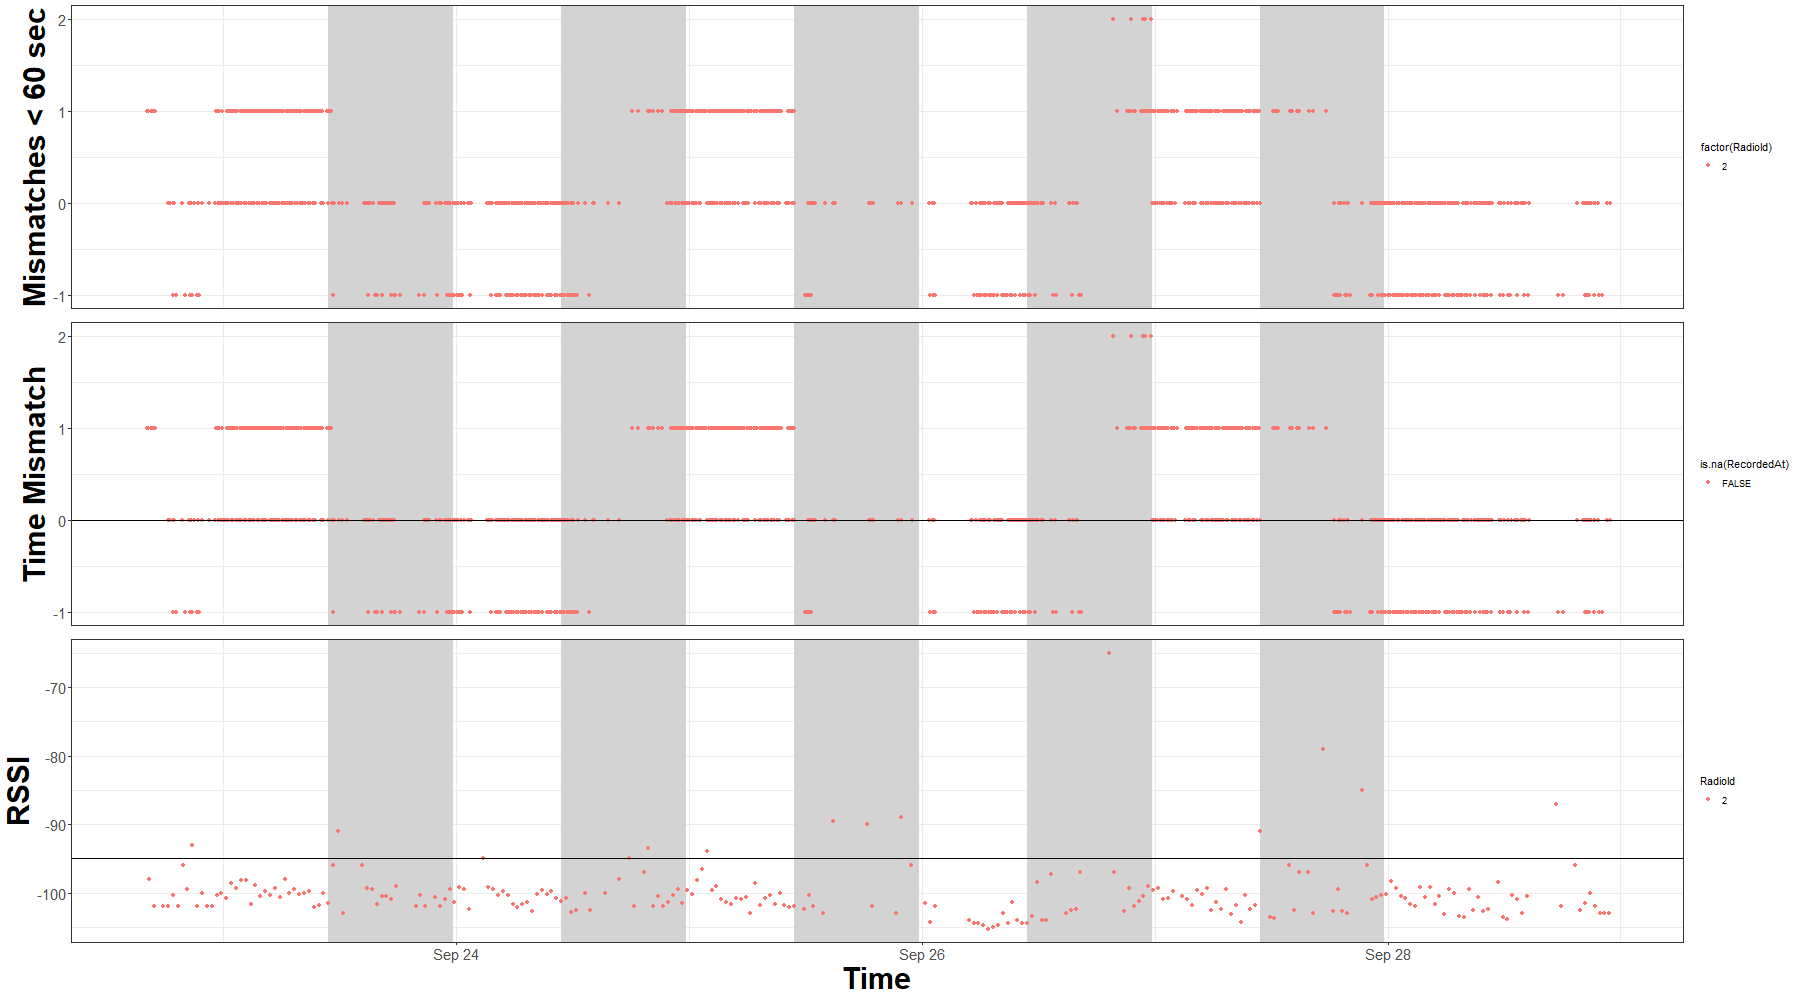 Mismatches < 60 sec
2
1
0
-1
factor(RadioId)
2
Time Mismatch
2
1
0
-1
is.na(RecordedAt)
FALSE
RSSI
-70
-80
-90
-100
RadioId
2
Sep 24
Sep 26
Sep 28
Time